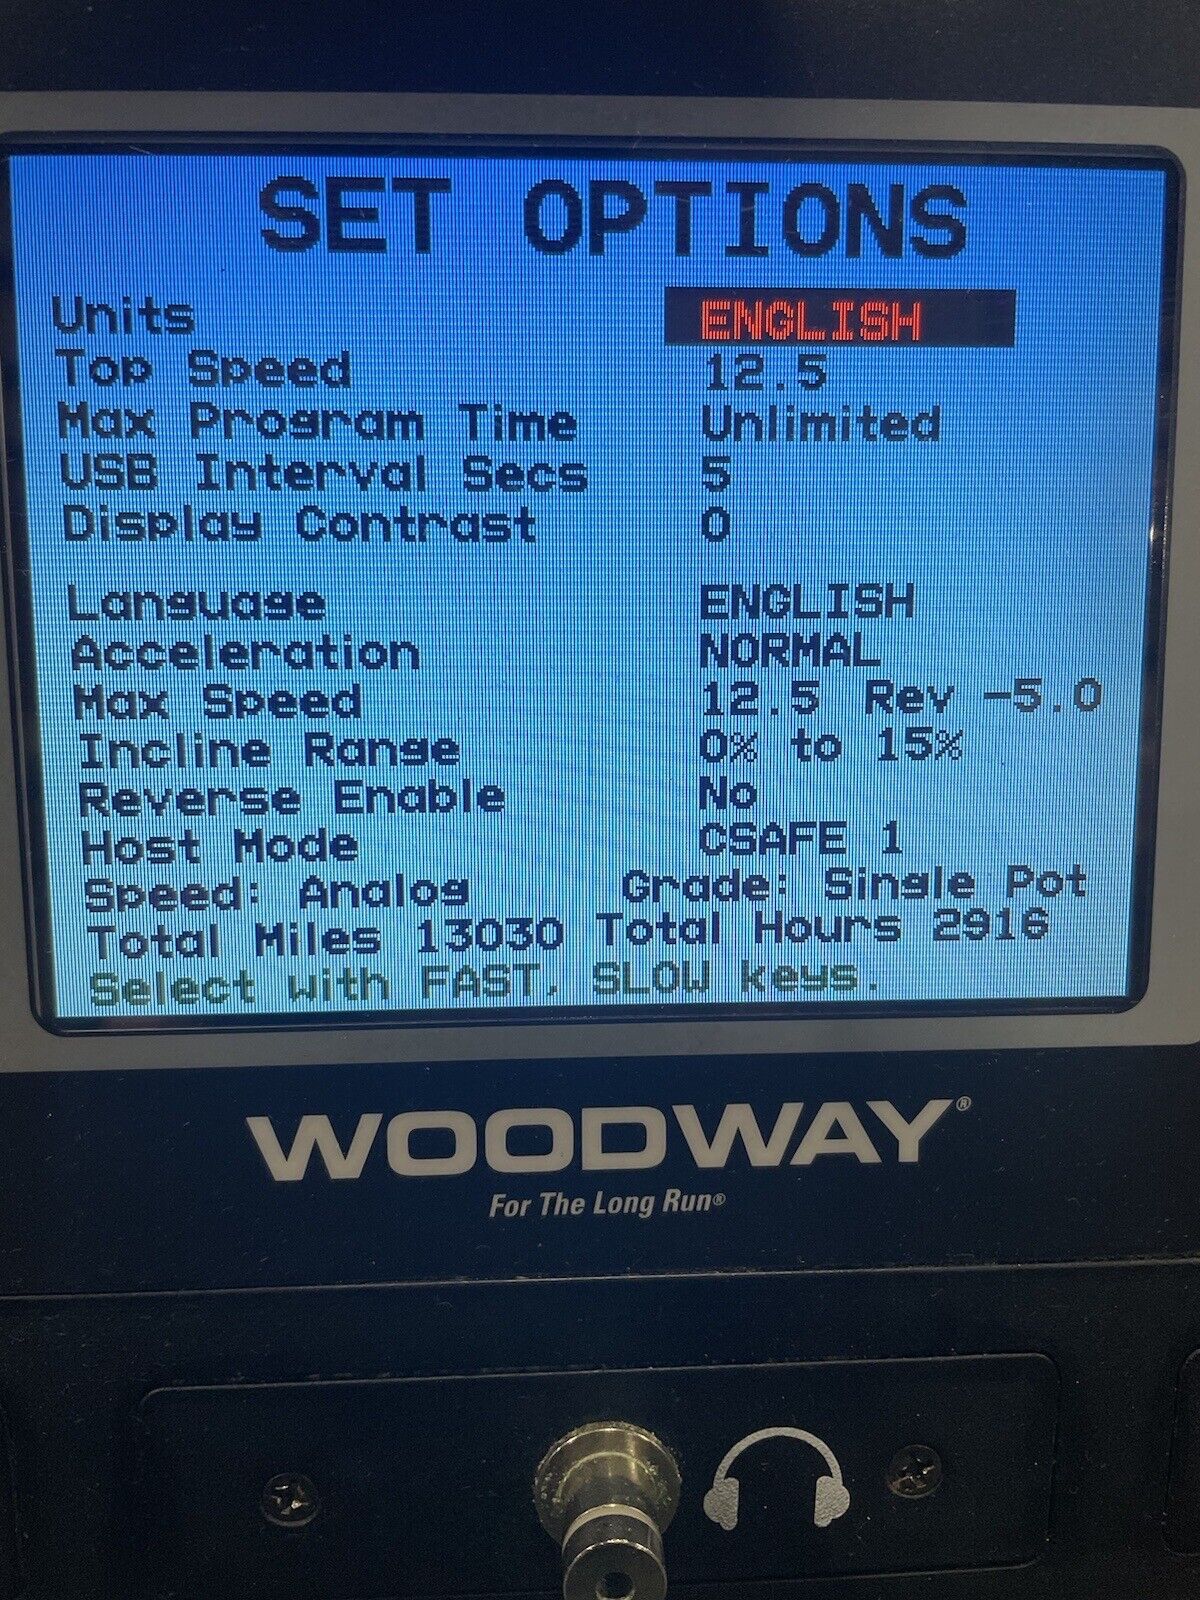 SET OPTIONS
Units ENGLISH
Top Speed 12.5
Max Program Time Unlimited
USB Interval Secs 5
Display Contrast 0
Language ENGLISH
Acceleration NORMAL
Max Speed 12.5 Rev -5.0
Incline Range 0% to 15%
Reverse Enable No
Host Mode CSAFE 1
Speed: Analog Grade: Single Pot
Total Miles 13030 Total Hours 2916
Select with FAST, SLOW keys.
WOODWAY®
For The Long Run®